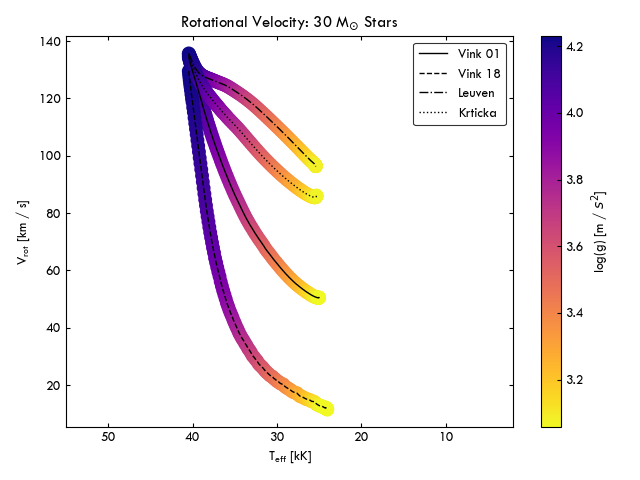 Rotational Velocity: 30 M☉ Stars
Vink 01
Vink 18
Leuven
Krticka
140
120
100
80
60
40
20
V_rot [km / s]
50
40
30
20
10
T_eff [kK]
4.2
4.0
3.8
3.6
3.4
3.2
log(g) [m / s²]